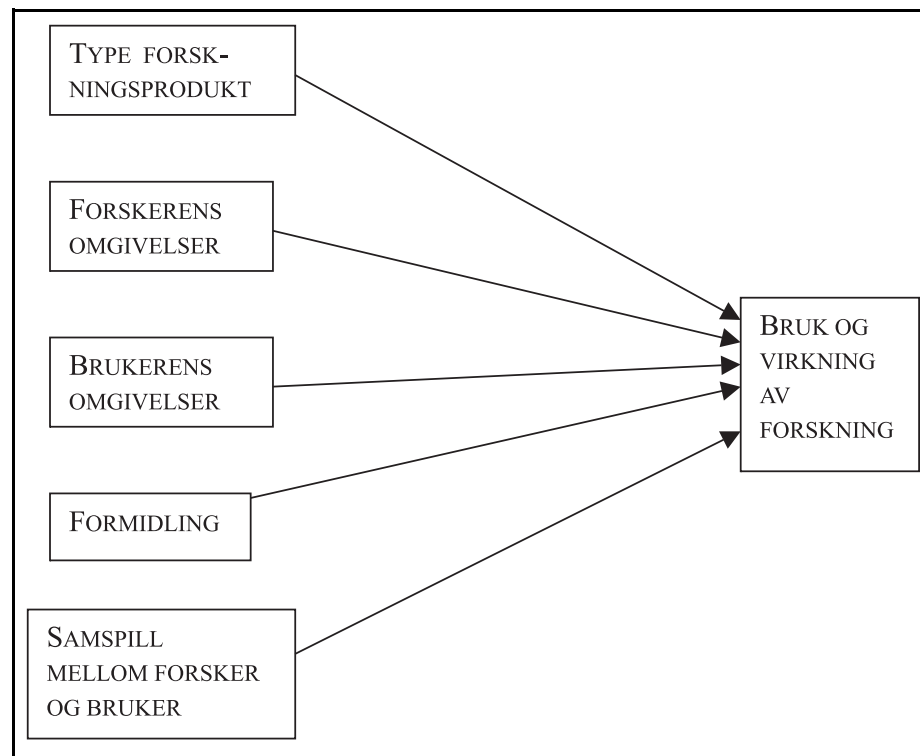 TYPE FORSK-
NINGSPRODUKT
FORSKERENS
OMGIVELSER
BRUKERENS
OMGIVELSER
FORMIDLING
SAMSPILL
MELLOM FORSKER
OG BRUKER
BRUK OG
VIRKNING
AV
FORSKNING